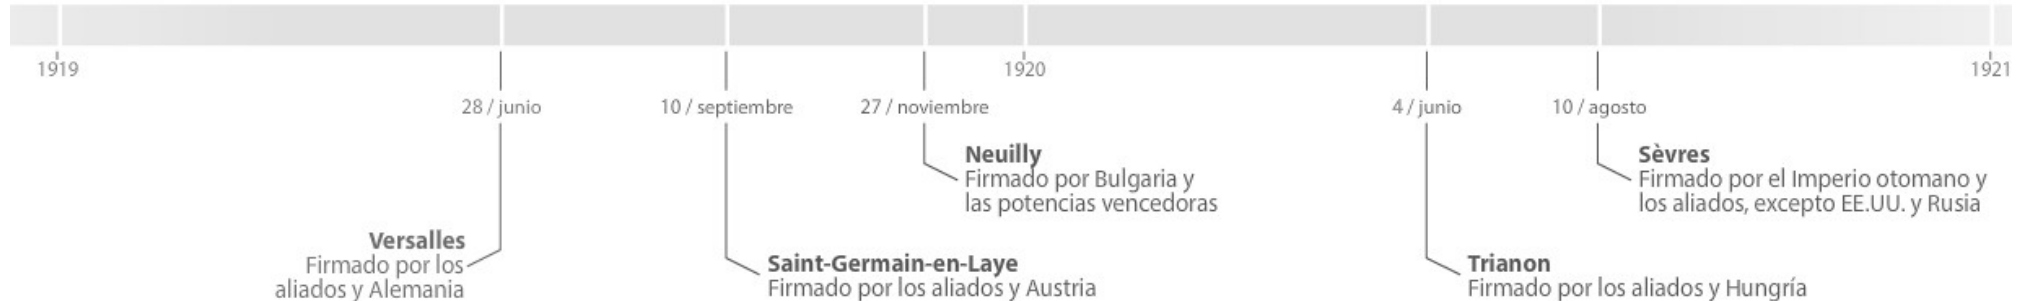 1919
1920
1921
28 / junio
10 / septiembre
27 / noviembre
4 / junio
10 / agosto
Versalles
Firmado por los
aliados y Alemania
Saint-Germain-en-Laye
Firmado por los aliados y Austria
Neuilly
Firmado por Bulgaria y
las potencias vencedoras
Trianon
Firmado por los aliados y Hungría
Sèvres
Firmado por el Imperio otomano y
los aliados, excepto EE.UU. y Rusia